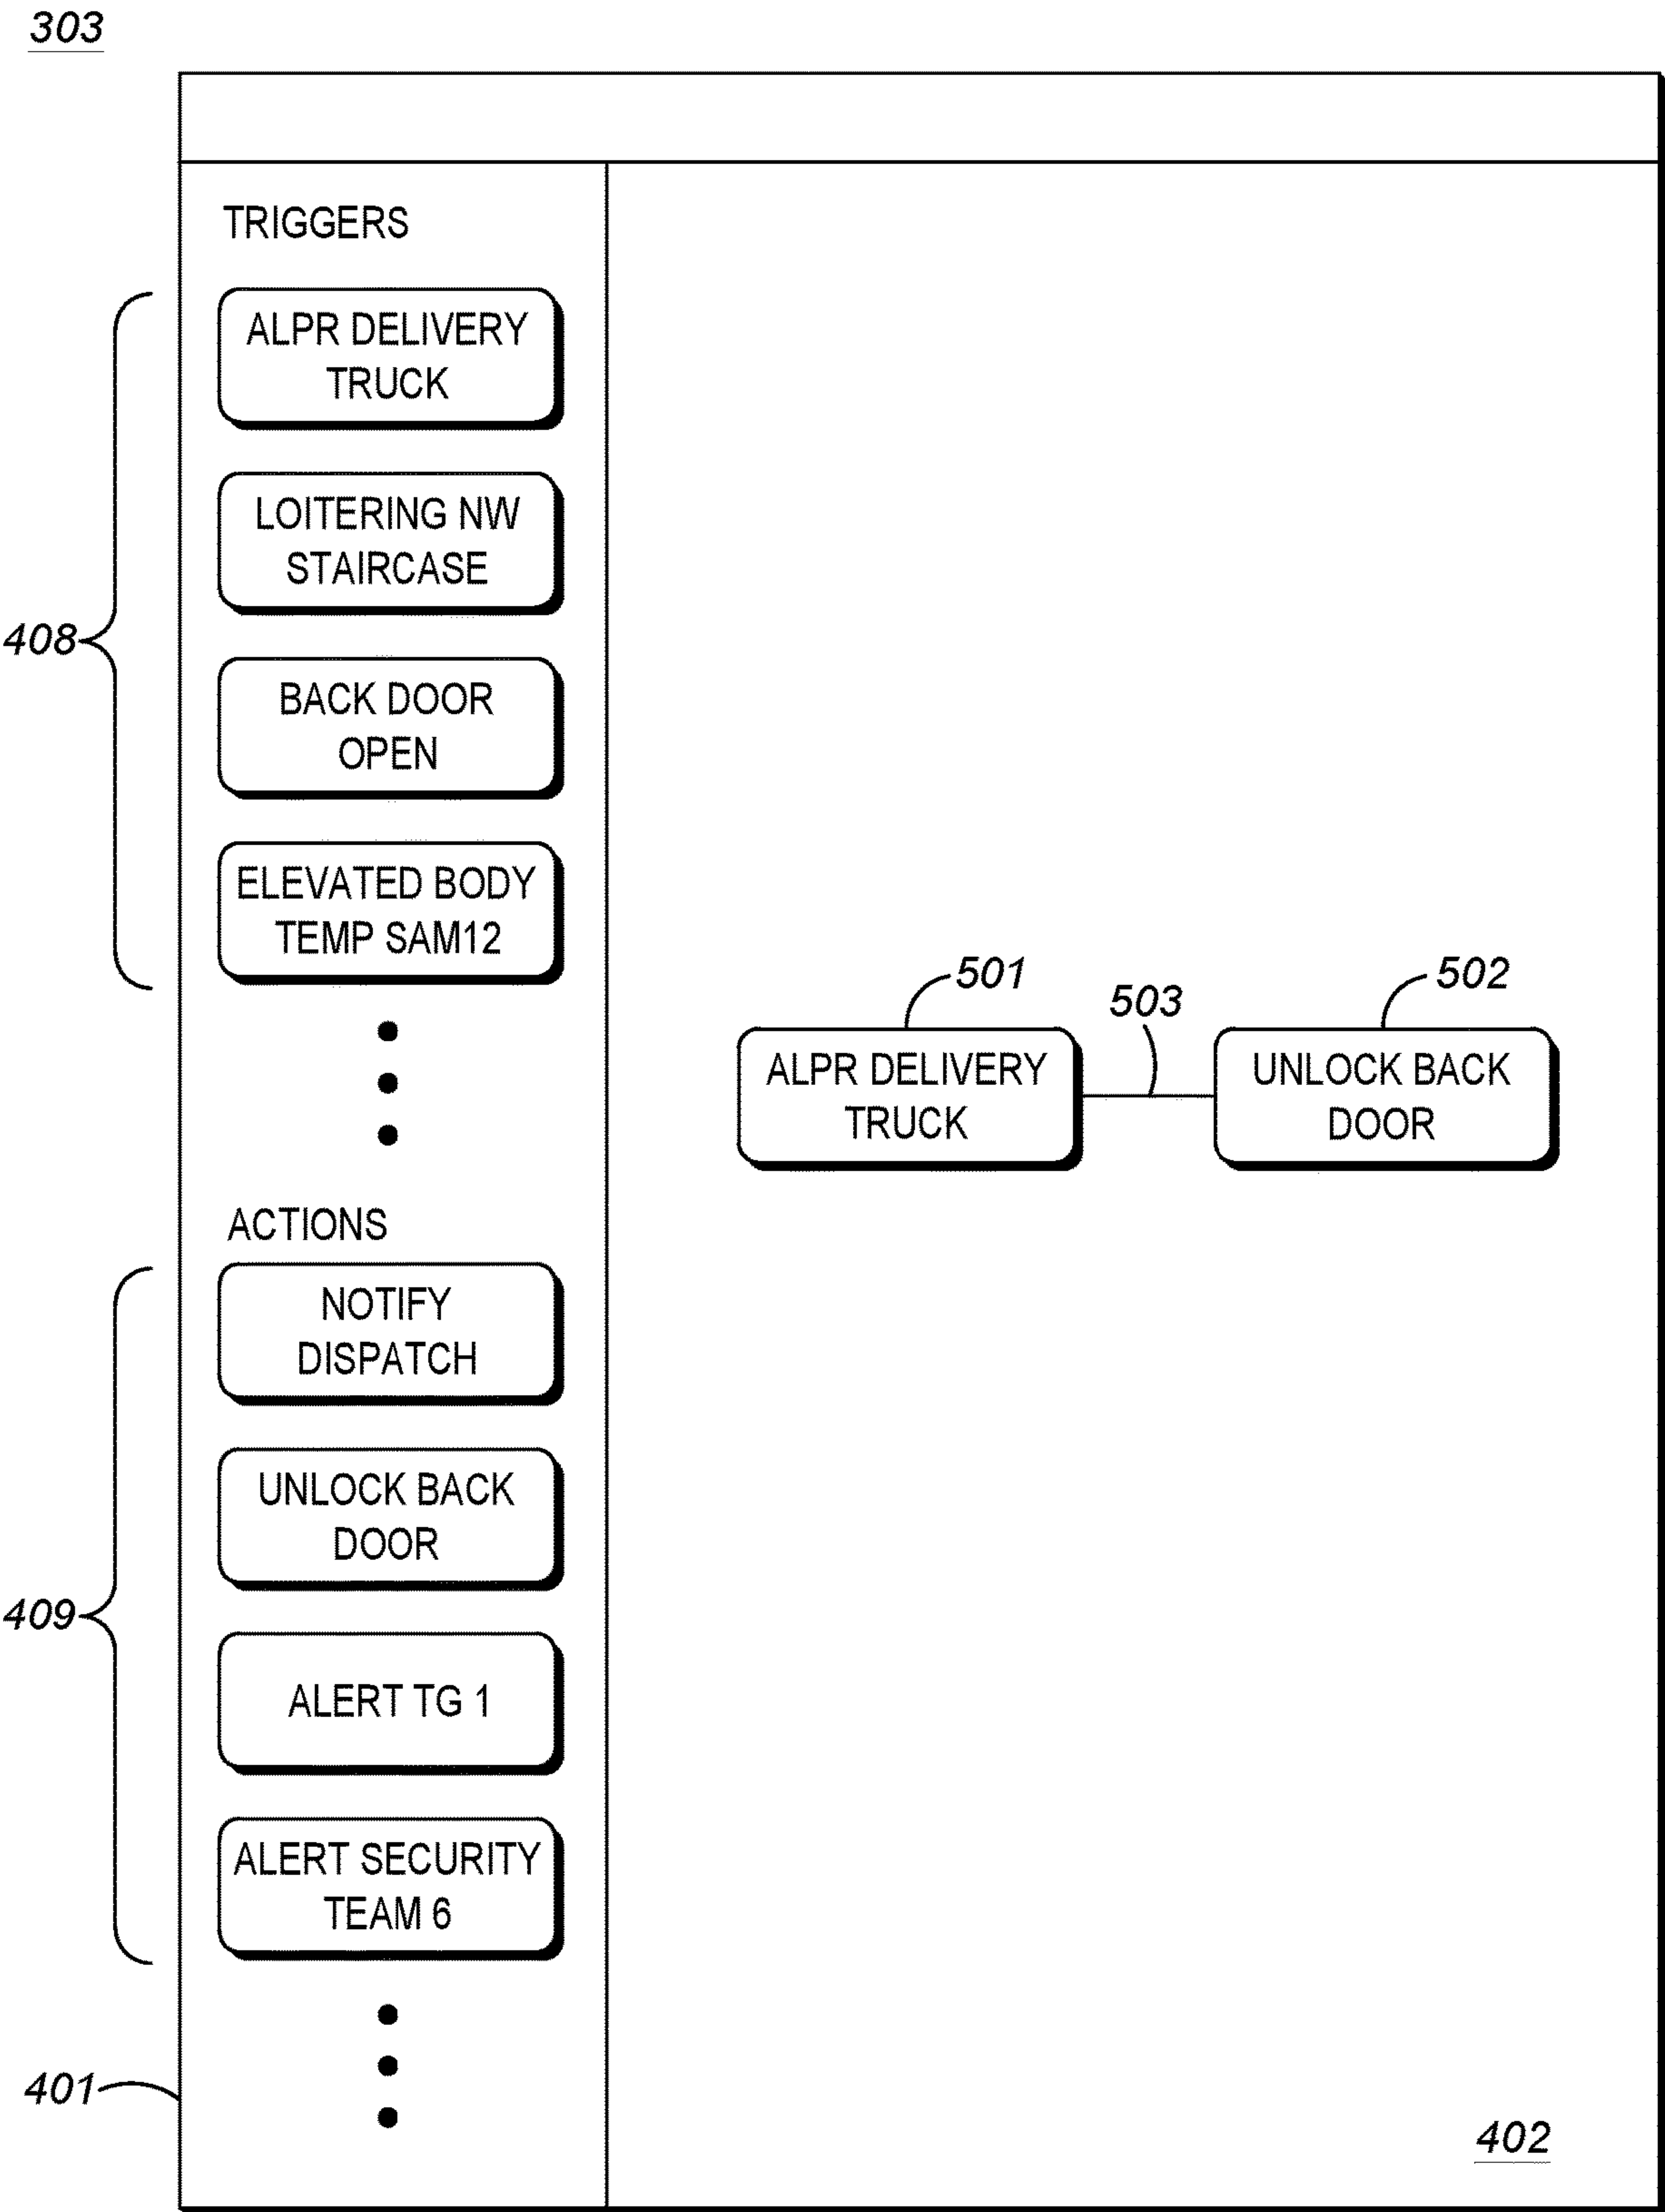 303
TRIGGERS
ALPR DELIVERY
TRUCK
LOITERING NW
STAIRCASE
408
BACK DOOR
OPEN
ELEVATED BODY
TEMP SAM12
501
502
503
ALPR DELIVERY
TRUCK
UNLOCK BACK
DOOR
ACTIONS
NOTIFY
DISPATCH
UNLOCK BACK
DOOR
409
ALERT TG 1
ALERT SECURITY
TEAM 6
401
402